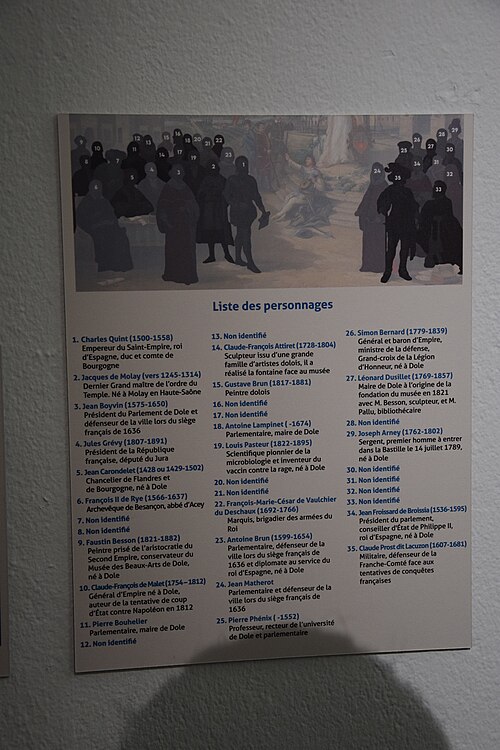 Liste des personnages
1. Charles Quint (1500-1558)
Empereur du Saint-Empire, roi
d'Espagne, duc et comte de
Bourgogne
2. Jacques de Molay (vers 1245-1314)
Dernier Grand maître de l'ordre du
Temple. Né à Molay en Haute-Saône
3. Jean Boyvin (1575-1650)
Président du Parlement de Dole et
défenseur de la ville lors du siège
français de 1636
4. Jules Grévy (1807-1891)
Président de la République
française, député du Jura
5. Jean Carondelet (1428 ou 1429-1502)
Chancelier de Flandres et
de Bourgogne, né à Dole
6. François II de Rye (1566-1637)
Archevêque de Besançon, abbé d'Acey
7. Non identifié
8. Non identifié
9. Faustin Besson (1821-1882)
Peintre prisé de l'aristocratie du
Second Empire, conservateur du
Musée des Beaux-Arts de Dole,
né à Dole
10. Claude-François de Malet (1754-1812)
Général d'Empire né à Dole,
auteur de la tentative de coup
d'État contre Napoléon en 1812
11. Pierre Bouhelier
Parlementaire, maire de Dole
12. Non identifié
13. Non identifié
14. Claude-François Attiret (1728-1804)
Sculpteur issu d'une grande
famille d'artistes dolois, il a
réalisé la fontaine face au musée
15. Gustave Brun (1817-1881)
Peintre dolois
16. Non identifié
17. Non identifié
18. Antoine Lampinet ( -1674)
Parlementaire, maire de Dole
19. Louis Pasteur (1822-1895)
Scientifique pionnier de la
microbiologie et inventeur du
vaccin contre la rage, né à Dole
20. Non identifié
21. Non identifié
22. François-Marie-César de Vaulchier
du Deschaux (1692-1766)
Marquis, brigadier des armées du
Roi
23. Antoine Brun (1599-1654)
Parlementaire, défenseur de la
ville lors du siège français de
1636 et diplomate au service du
roi d'Espagne, né à Dole
24. Jean Matherot
Parlementaire et défenseur de la
ville lors du siège français de
1636
25. Pierre Phénix ( -1552)
Professeur, recteur de l'université
de Dole et parlementaire
26. Simon Bernard (1779-1839)
Général et baron d'Empire,
ministre de la défense,
Grand-croix de la Légion
d'Honneur, né à Dole
27. Léonard Dusillet (1769-1857)
Maire de Dole à l'origine de la
fondation du musée en 1821
avec M. Besson, sculpteur, et M.
Pallu, bibliothécaire
28. Non identifié
29. Joseph Arney (1762-1802)
Sergent, premier homme à entrer
dans la Bastille le 14 juillet 1789,
né à Dole
30. Non identifié
31. Non identifié
32. Non identifié
33. Non identifié
34. Jean Froissard de Broissia (1536-1595)
Président du parlement,
conseiller d'État de Philippe II,
roi d'Espagne, né à Dole
35. Claude Prost dit Lacuzon (1607-1681)
Militaire, défenseur de la
Franche-Comté face aux
tentatives de conquêtes
françaises